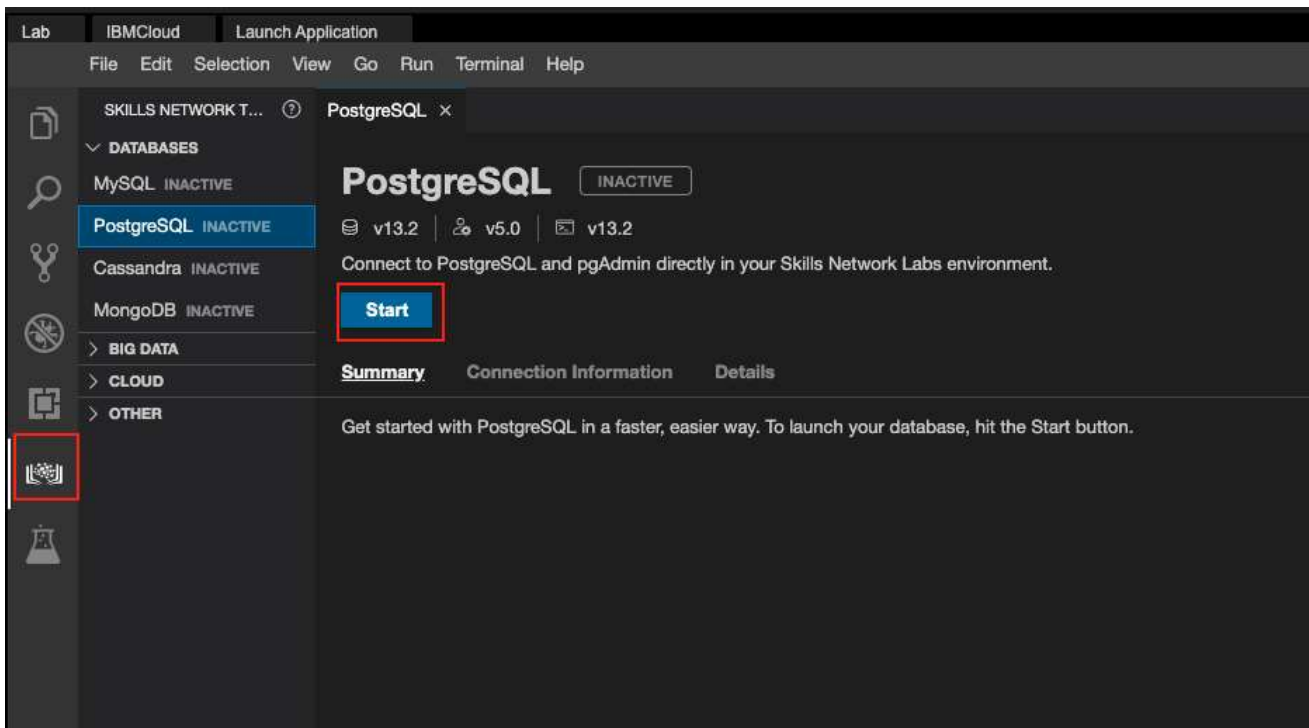 Lab IBMCloud Launch Application
File Edit Selection View Go Run Terminal Help
SKILLS NETWORK T...
DATABASES
MySQL INACTIVE
PostgreSQL INACTIVE
Cassandra INACTIVE
MongoDB INACTIVE
BIG DATA
CLOUD
OTHER
PostgreSQL ×
PostgreSQL INACTIVE
v13.2 v5.0 v13.2
Connect to PostgreSQL and pgAdmin directly in your Skills Network Labs environment.
Start
Summary Connection Information Details
Get started with PostgreSQL in a faster, easier way. To launch your database, hit the Start button.